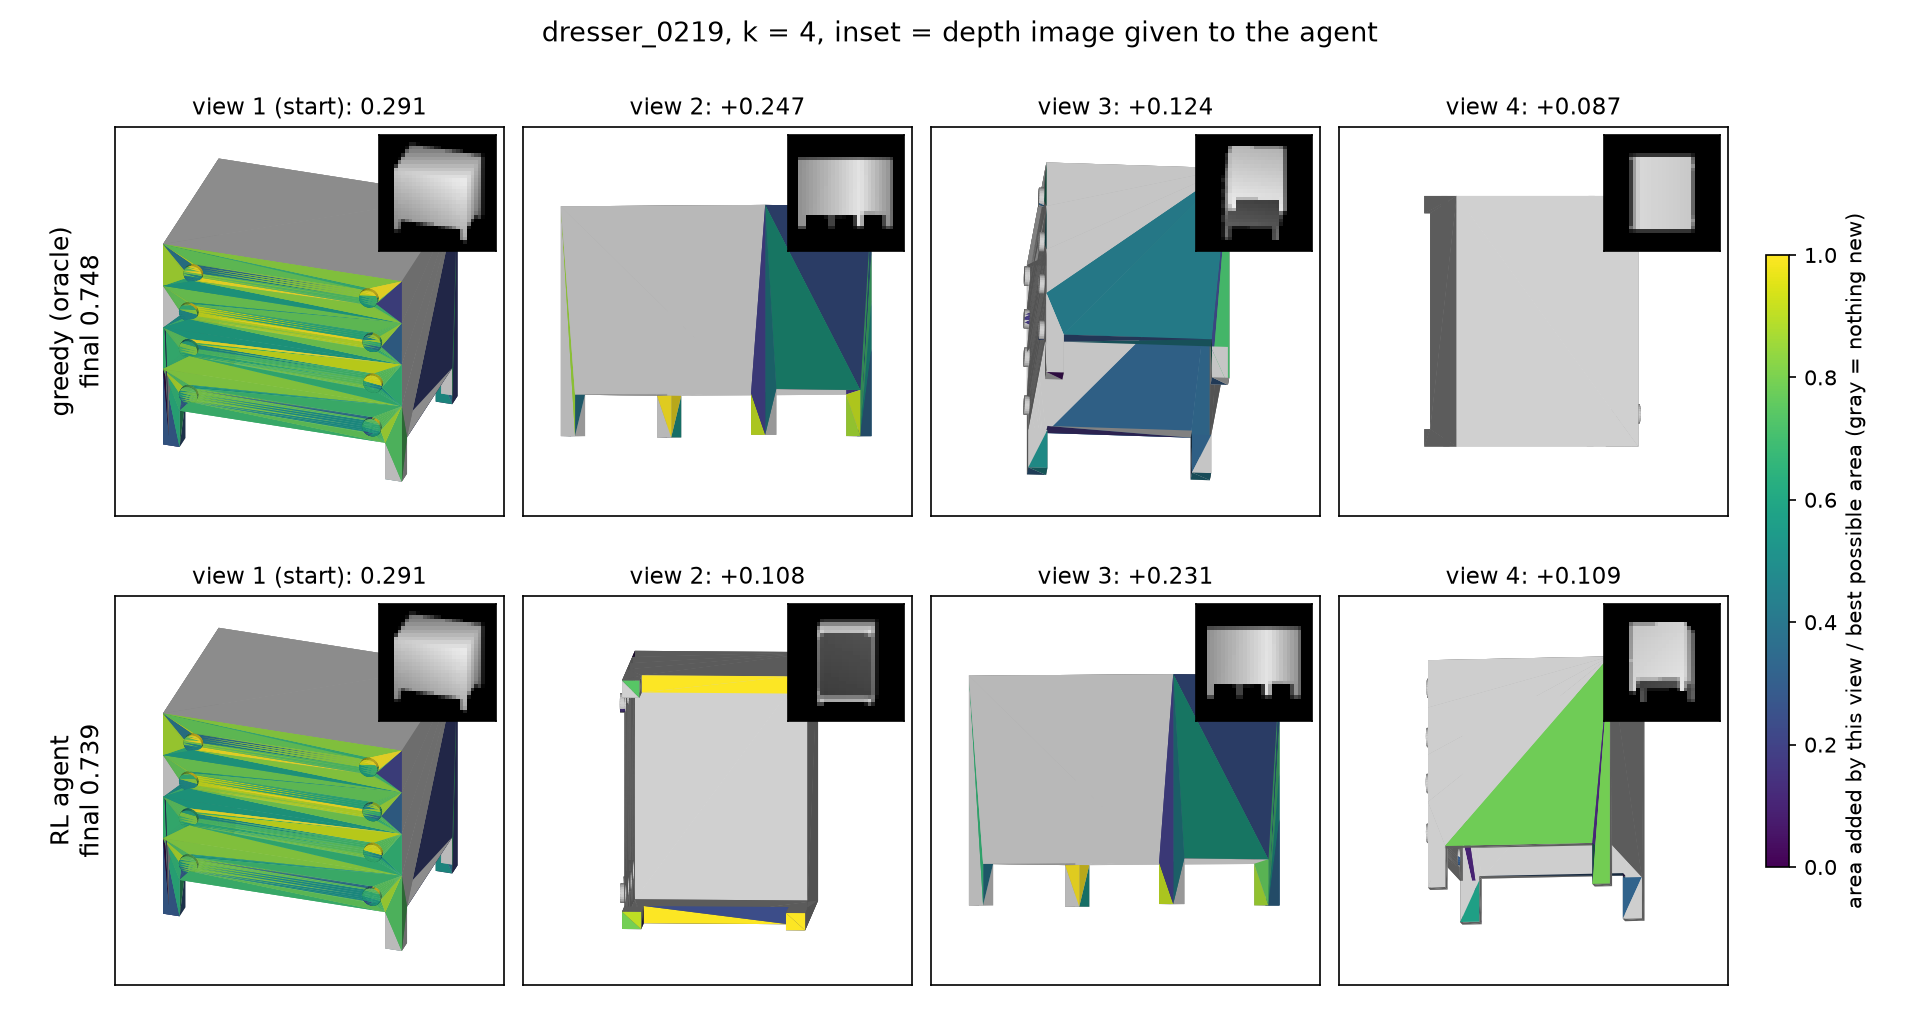 dresser_0219, k = 4, inset = depth image given to the agent
view 1 (start): 0.291
view 2: +0.247
view 3: +0.124
view 4: +0.087
greedy (oracle)
final 0.748
view 1 (start): 0.291
view 2: +0.108
view 3: +0.231
view 4: +0.109
RL agent
final 0.739
1.0
0.8
0.6
0.4
0.2
0.0
area added by this view / best possible area (gray = nothing new)